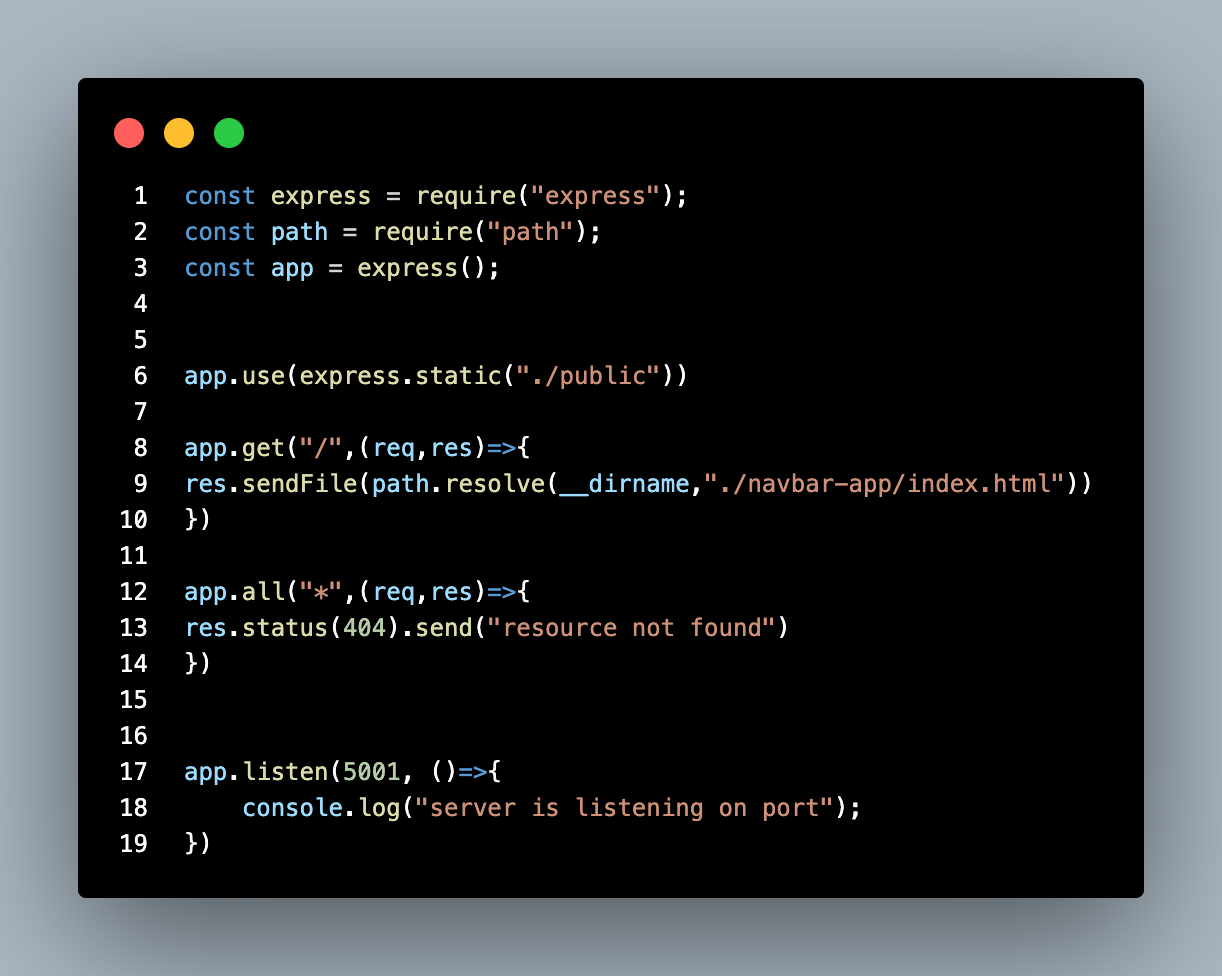 1 const express = require("express");
2 const path = require("path");
3 const app = express();
4
5
6 app.use(express.static("./public"))
7
8 app.get("/",(req,res)=>{
9 res.sendFile(path.resolve(__dirname,"./navbar-app/index.html"))
10 })
11
12 app.all("*",(req,res)=>{
13 res.status(404).send("resource not found")
14 })
15
16
17 app.listen(5001, ()=>{
18     console.log("server is listening on port");
19 })